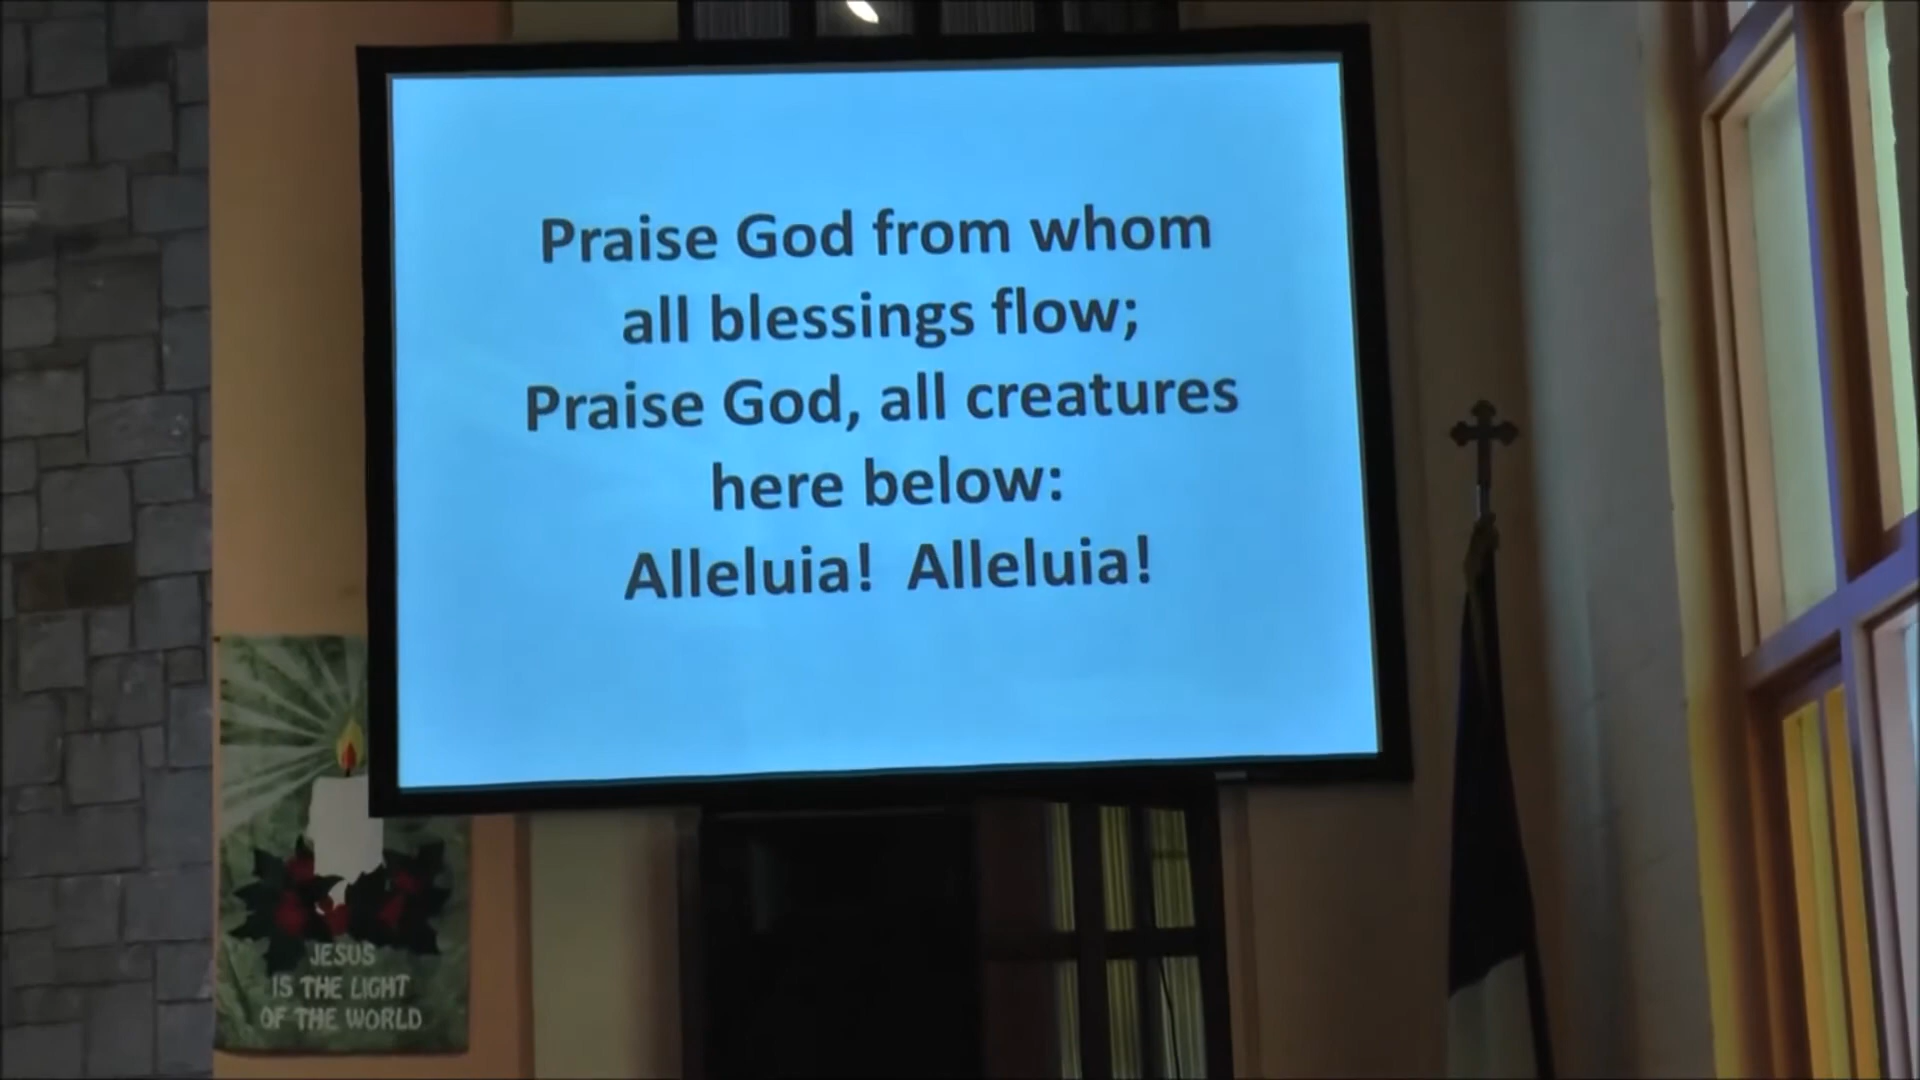 Praise God from whom
all blessings flow;
Praise God, all creatures
here below:
Alleluia!  Alleluia!
JESUS
IS THE LIGHT
OF THE WORLD